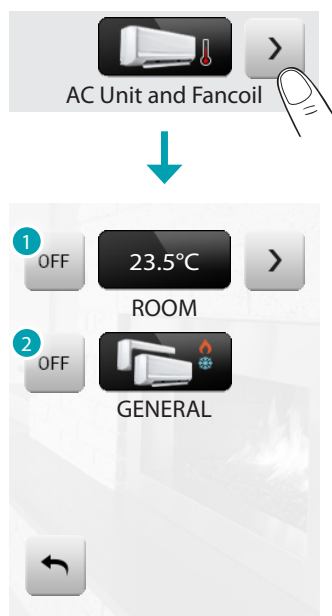 AC Unit and Fancoil
1
OFF
23.5°C
ROOM
2
OFF
GENERAL